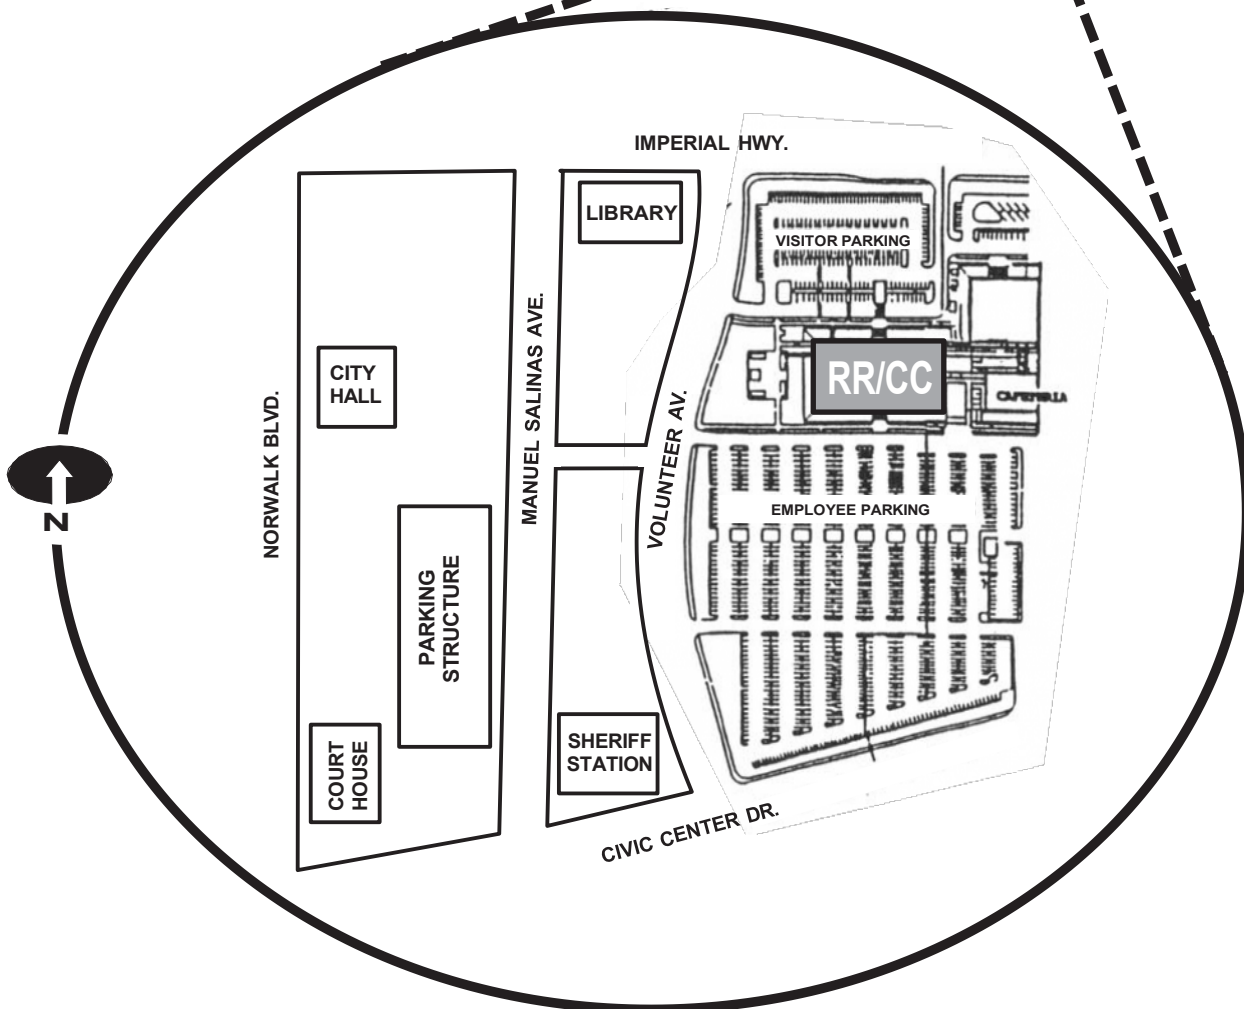 IMPERIAL HWY.
LIBRARY
VISITOR PARKING
MANUEL SALINAS AVE.
CITY
HALL
RR/CC
CAFETERIA
NORWALK BLVD.
VOLUNTEER AV.
N
EMPLOYEE PARKING
PARKING
STRUCTURE
SHERIFF
STATION
COURT
HOUSE
CIVIC CENTER DR.